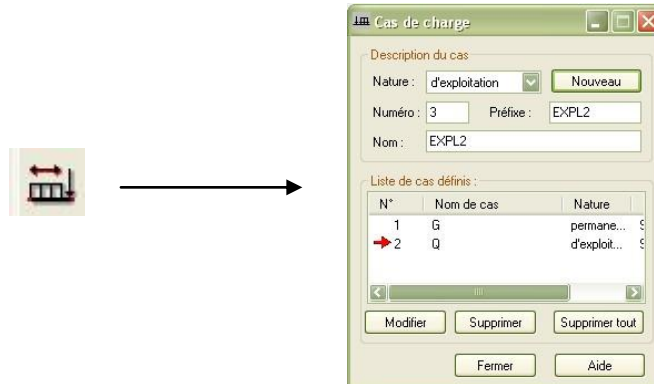 Cas de charge
Description du cas
Nature : d'exploitation Nouveau
Numéro : 3 Préfixe : EXPL2
Nom : EXPL2
Liste de cas définis :
N° Nom de cas Nature
1 G permane... S
2 Q d'exploit... S
Modifier Supprimer Supprimer tout
Fermer Aide